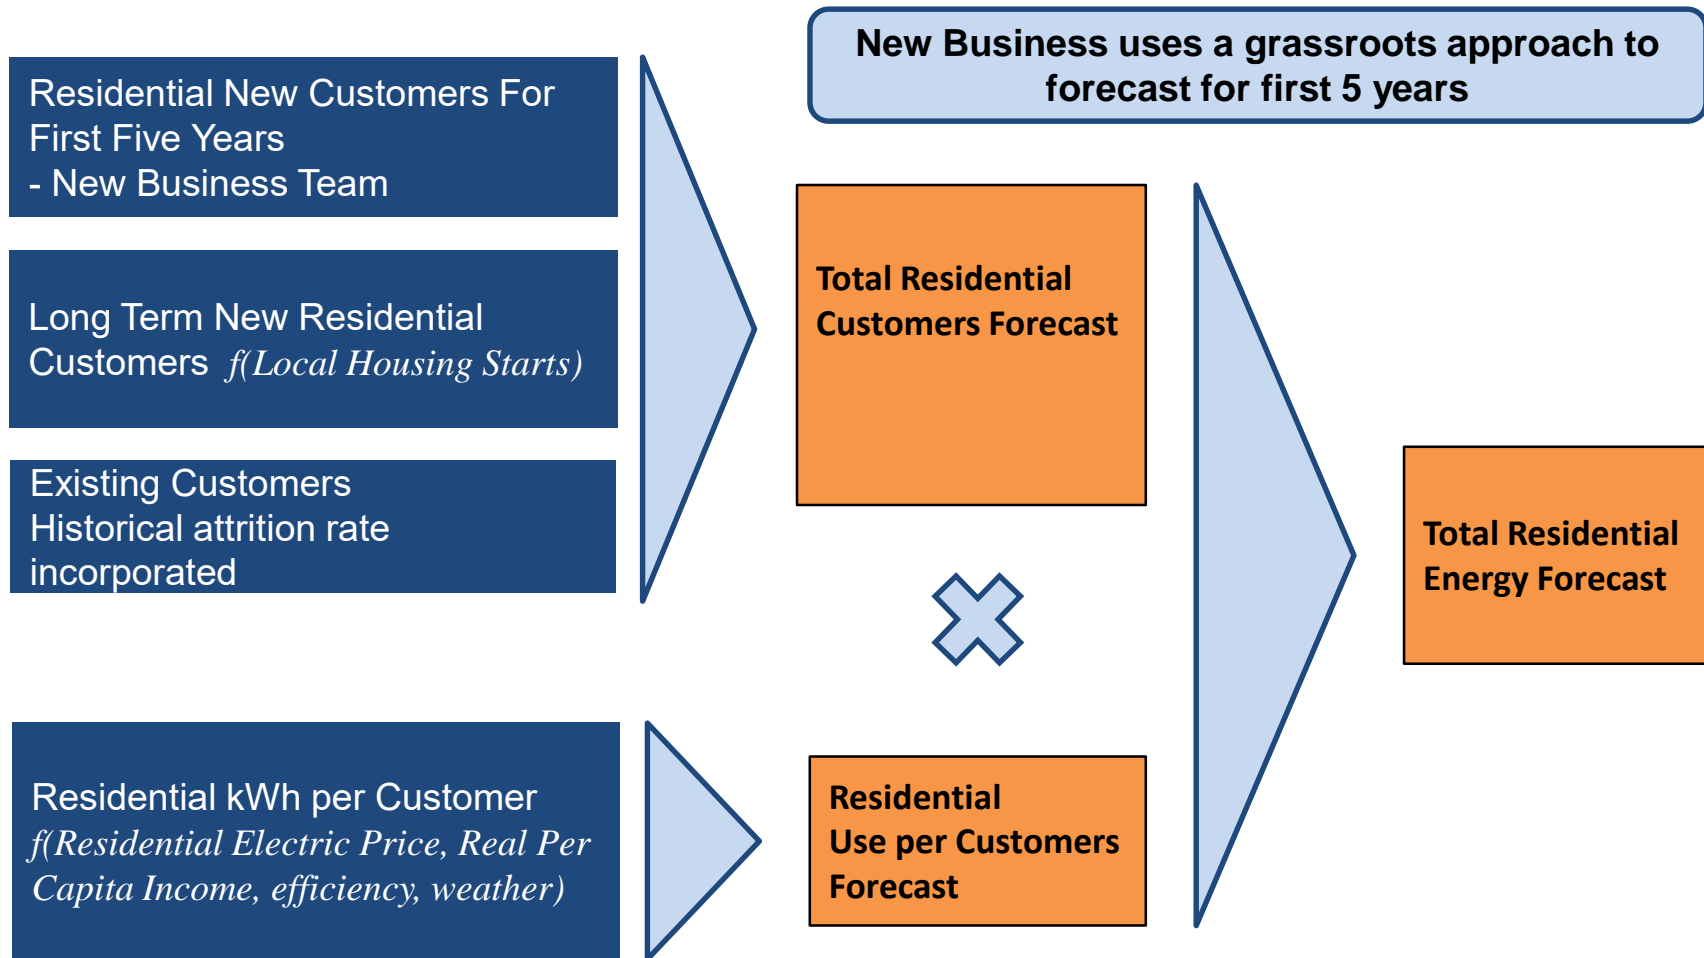 New Business uses a grassroots approach to
forecast for first 5 years
Residential New Customers For
First Five Years
- New Business Team
Long Term New Residential
Customers f(Local Housing Starts)
Existing Customers
Historical attrition rate
incorporated
Total Residential
Customers Forecast
Total Residential
Energy Forecast
Residential kWh per Customer
f(Residential Electric Price, Real Per
Capita Income, efficiency, weather)
Residential
Use per Customers
Forecast